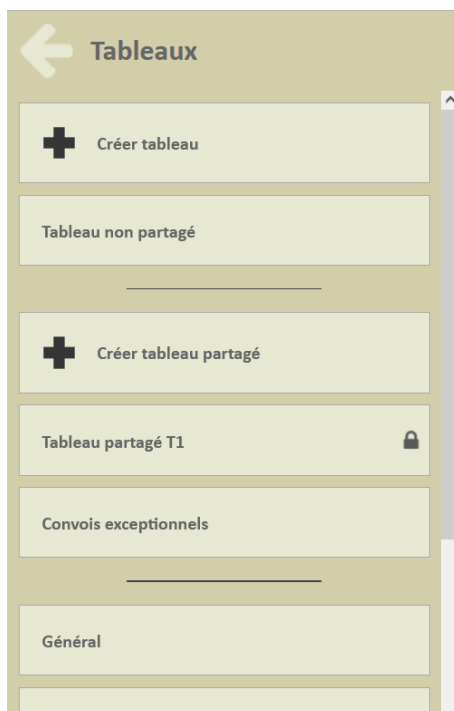 Tableaux
Créer tableau
Tableau non partagé
Créer tableau partagé
Tableau partagé T1
Convois exceptionnels
Général